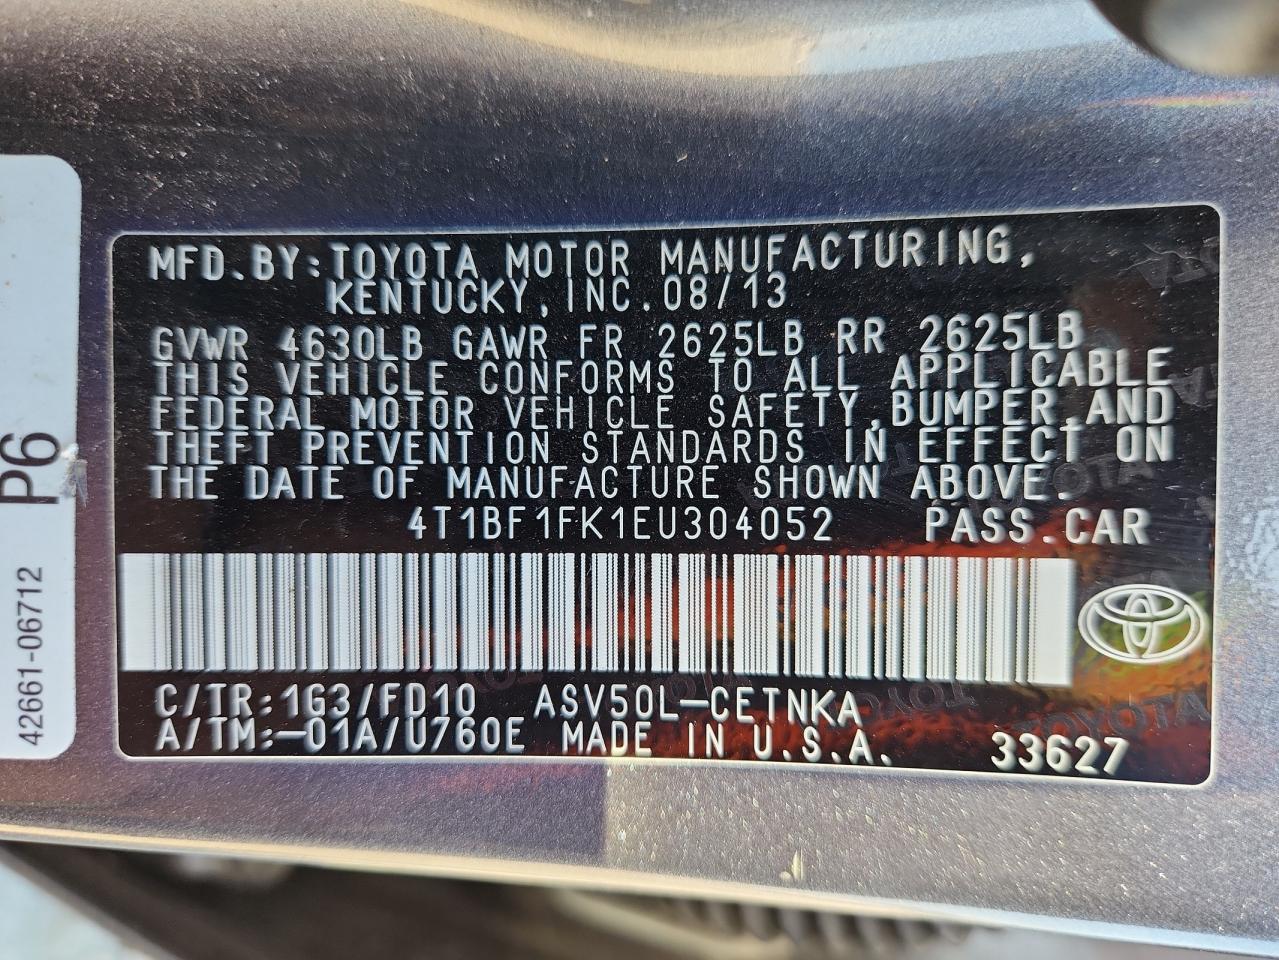 MFD.BY:TOYOTA MOTOR MANUFACTURING,
KENTUCKY,INC.08/13
GVWR 4630LB GAWR FR 2625LB RR 2625LB
THIS VEHICLE CONFORMS TO ALL APPLICABLE
FEDERAL MOTOR VEHICLE SAFETY,BUMPER,AND
THEFT PREVENTION STANDARDS IN EFFECT ON
THE DATE OF MANUFACTURE SHOWN ABOVE.
4T1BF1FK1EU304052 PASS.CAR
C/TR:1G3/FD10 ASV50L-CETNKA
A/TM:-01A/U760E MADE IN U.S.A. 33627
P6
42661-06712
TOYOTA